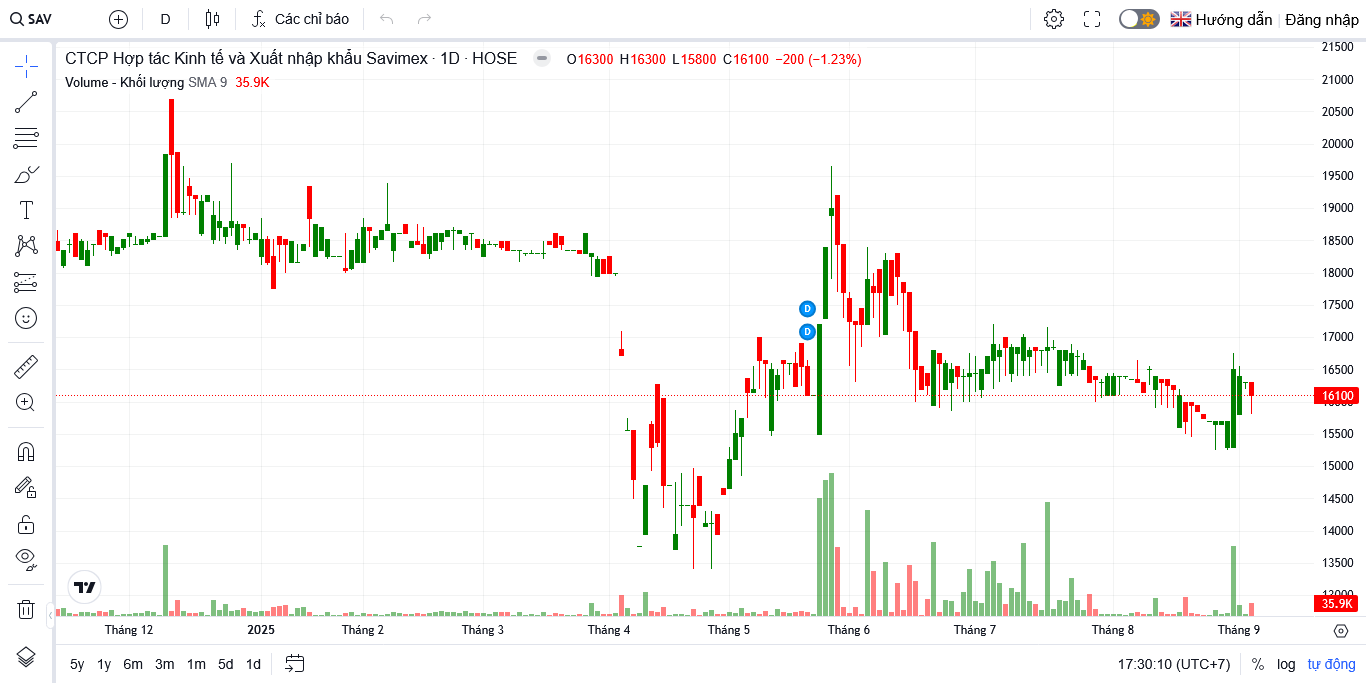 SAV
D
Các chỉ báo
Hướng dẫn
Đăng nhập
CTCP Hợp tác Kinh tế và Xuất nhập khẩu Savimex · 1D · HOSE
O16300 H16300 L15800 C16100 −200 (−1.23%)
Volume - Khối lượng SMA 9 35.9K
21500
21000
20500
20000
19500
19000
18500
18000
17500
17000
16500
16100
15500
15000
14500
14000
13500
35.9K
D
D
Tháng 12
2025
Tháng 2
Tháng 3
Tháng 4
Tháng 5
Tháng 6
Tháng 7
Tháng 8
Tháng 9
5y 1y 6m 3m 1m 5d 1d
17:30:10 (UTC+7)
% log tự động